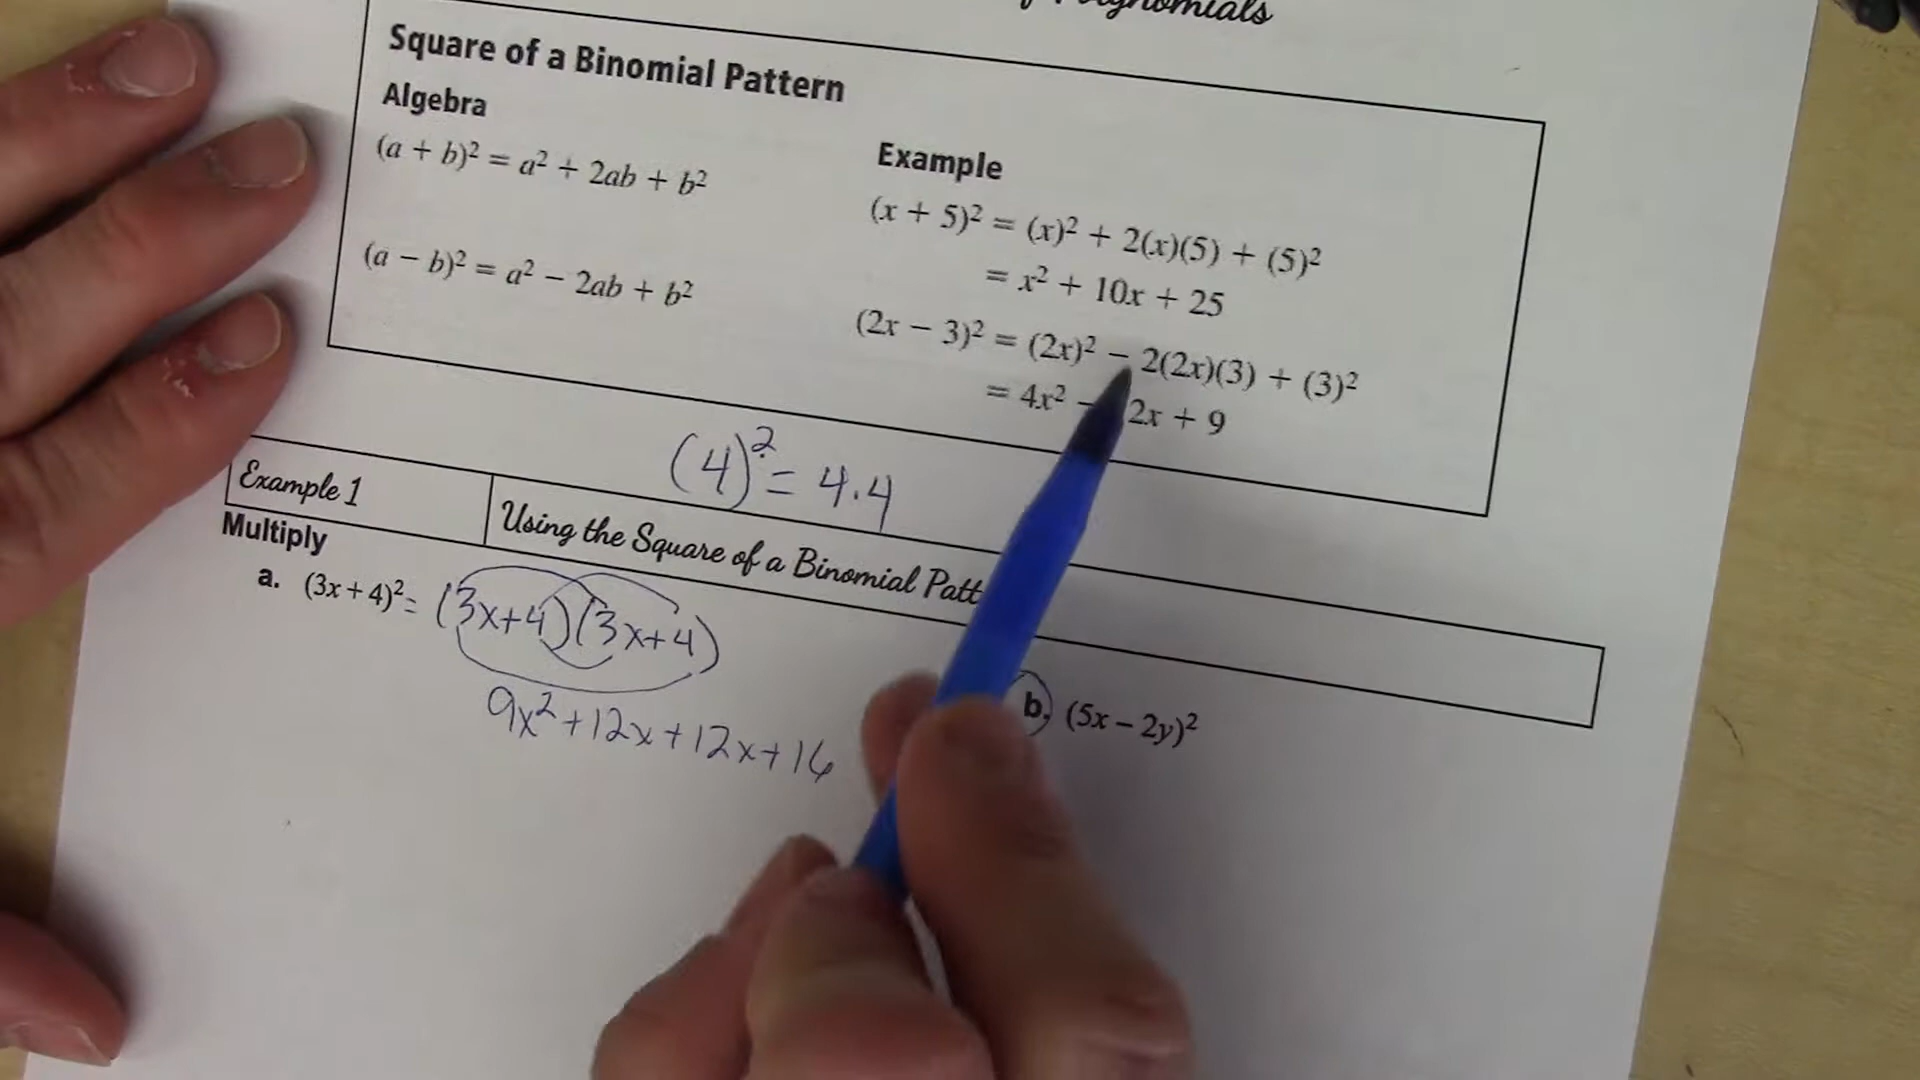 Polynomials
Square of a Binomial Pattern
Algebra
(a + b)² = a² + 2ab + b²
(a − b)² = a² − 2ab + b²
Example
(x + 5)² = (x)² + 2(x)(5) + (5)²
= x² + 10x + 25
(2x − 3)² = (2x)² − 2(2x)(3) + (3)²
= 4x² − 2x + 9
(4)² = 4.4
Example 1
Using the Square of a Binomial Patt
Multiply
a. (3x + 4)² = (3x+4)(3x+4)
9x² + 12x + 12x + 16
b. (5x − 2y)²